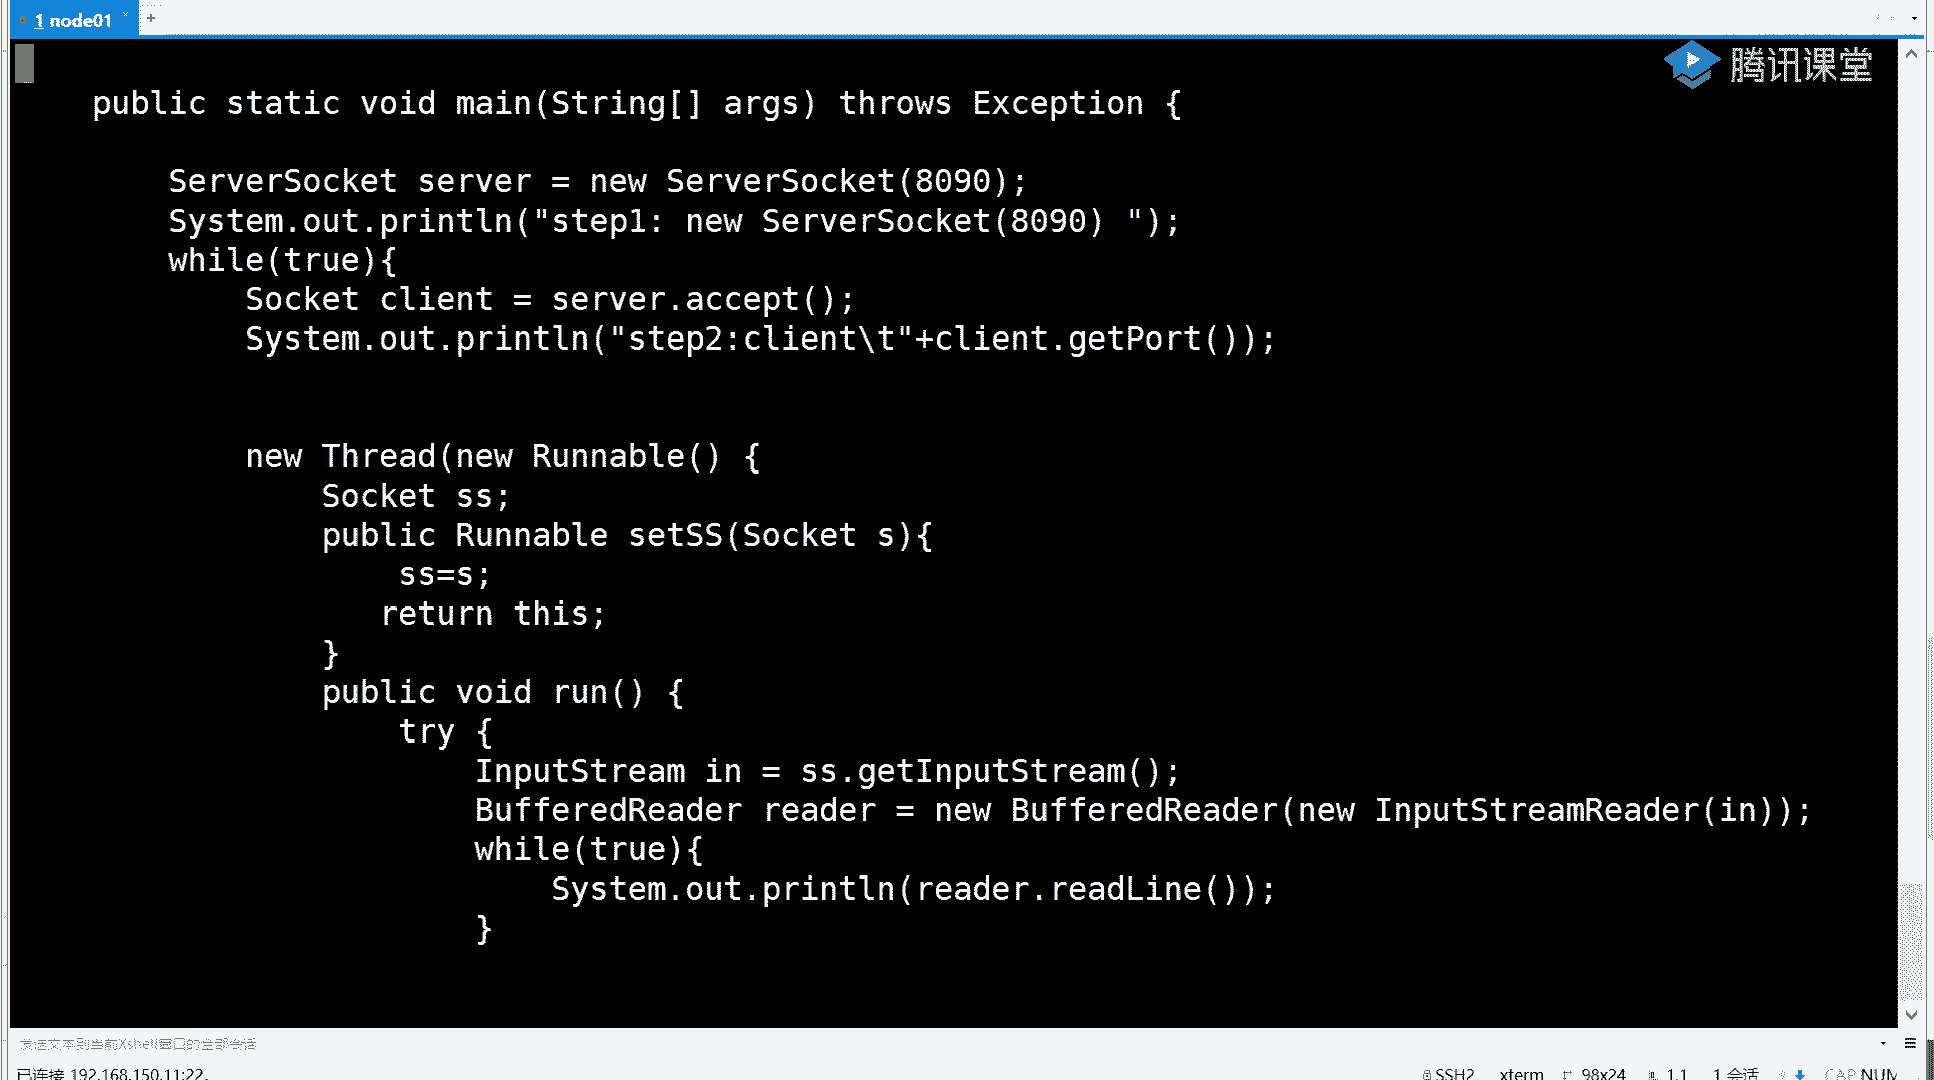 1 node01 × +
腾讯课堂
public static void main(String[] args) throws Exception {
ServerSocket server = new ServerSocket(8090);
System.out.println("step1: new ServerSocket(8090) ");
while(true){
Socket client = server.accept();
System.out.println("step2:client\t"+client.getPort());
new Thread(new Runnable() {
Socket ss;
public Runnable setSS(Socket s){
ss=s;
return this;
}
public void run() {
try {
InputStream in = ss.getInputStream();
BufferedReader reader = new BufferedReader(new InputStreamReader(in));
while(true){
System.out.println(reader.readLine());
}
发送文本到当前Xshell窗口的全部会话
已连接 192.168.150.11:22。 SSH2 xterm 98x24 1,1 1 会话 CAP NUM